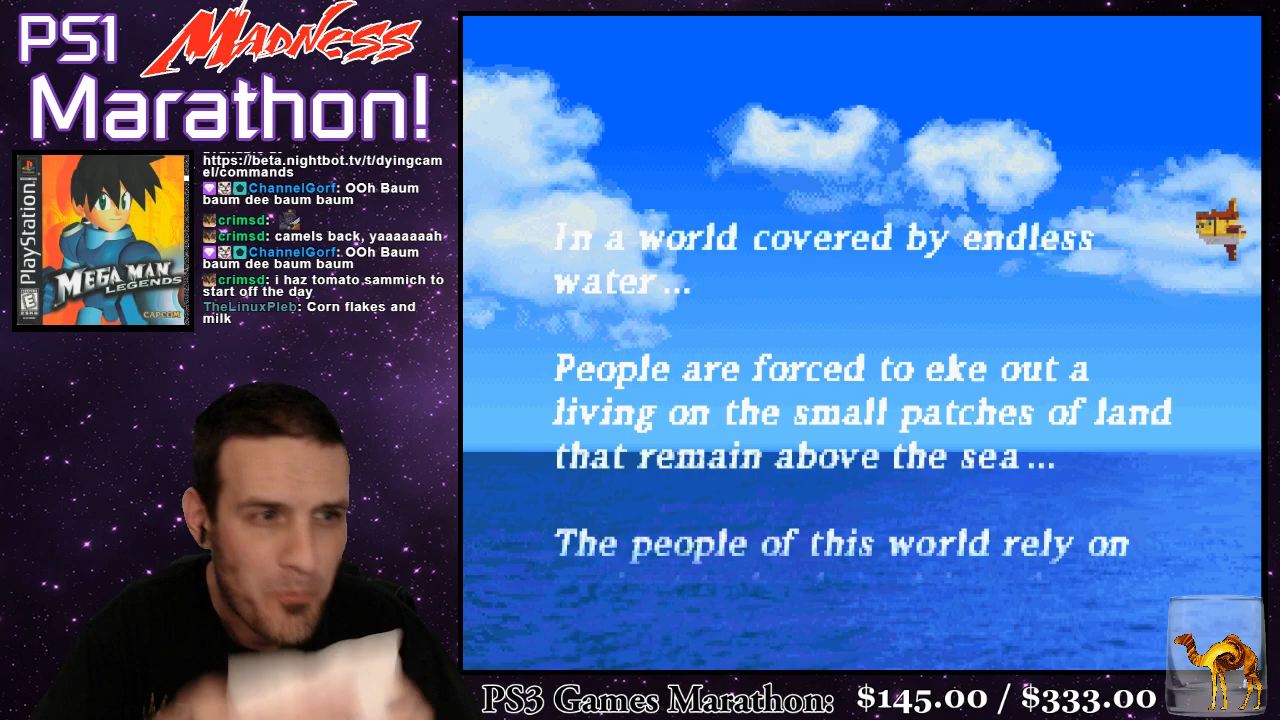 PS1 MADNESS
Marathon!
PlayStation
MEGA MAN
LEGENDS
CAPCOM
https://beta.nightbot.tv/t/dyingcam
el/commands
ChannelGorf: OOh Baum
baum dee baum baum
crimsd:
crimsd: camels back, yaaaaaaah
ChannelGorf: OOh Baum
baum dee baum baum
crimsd: i haz tomato sammich to
start off the day
TheLinuxPleb: Corn flakes and
milk
In a world covered by endless
water...
People are forced to eke out a
living on the small patches of land
that remain above the sea...
The people of this world rely on
PS3 Games Marathon: $145.00 / $333.00